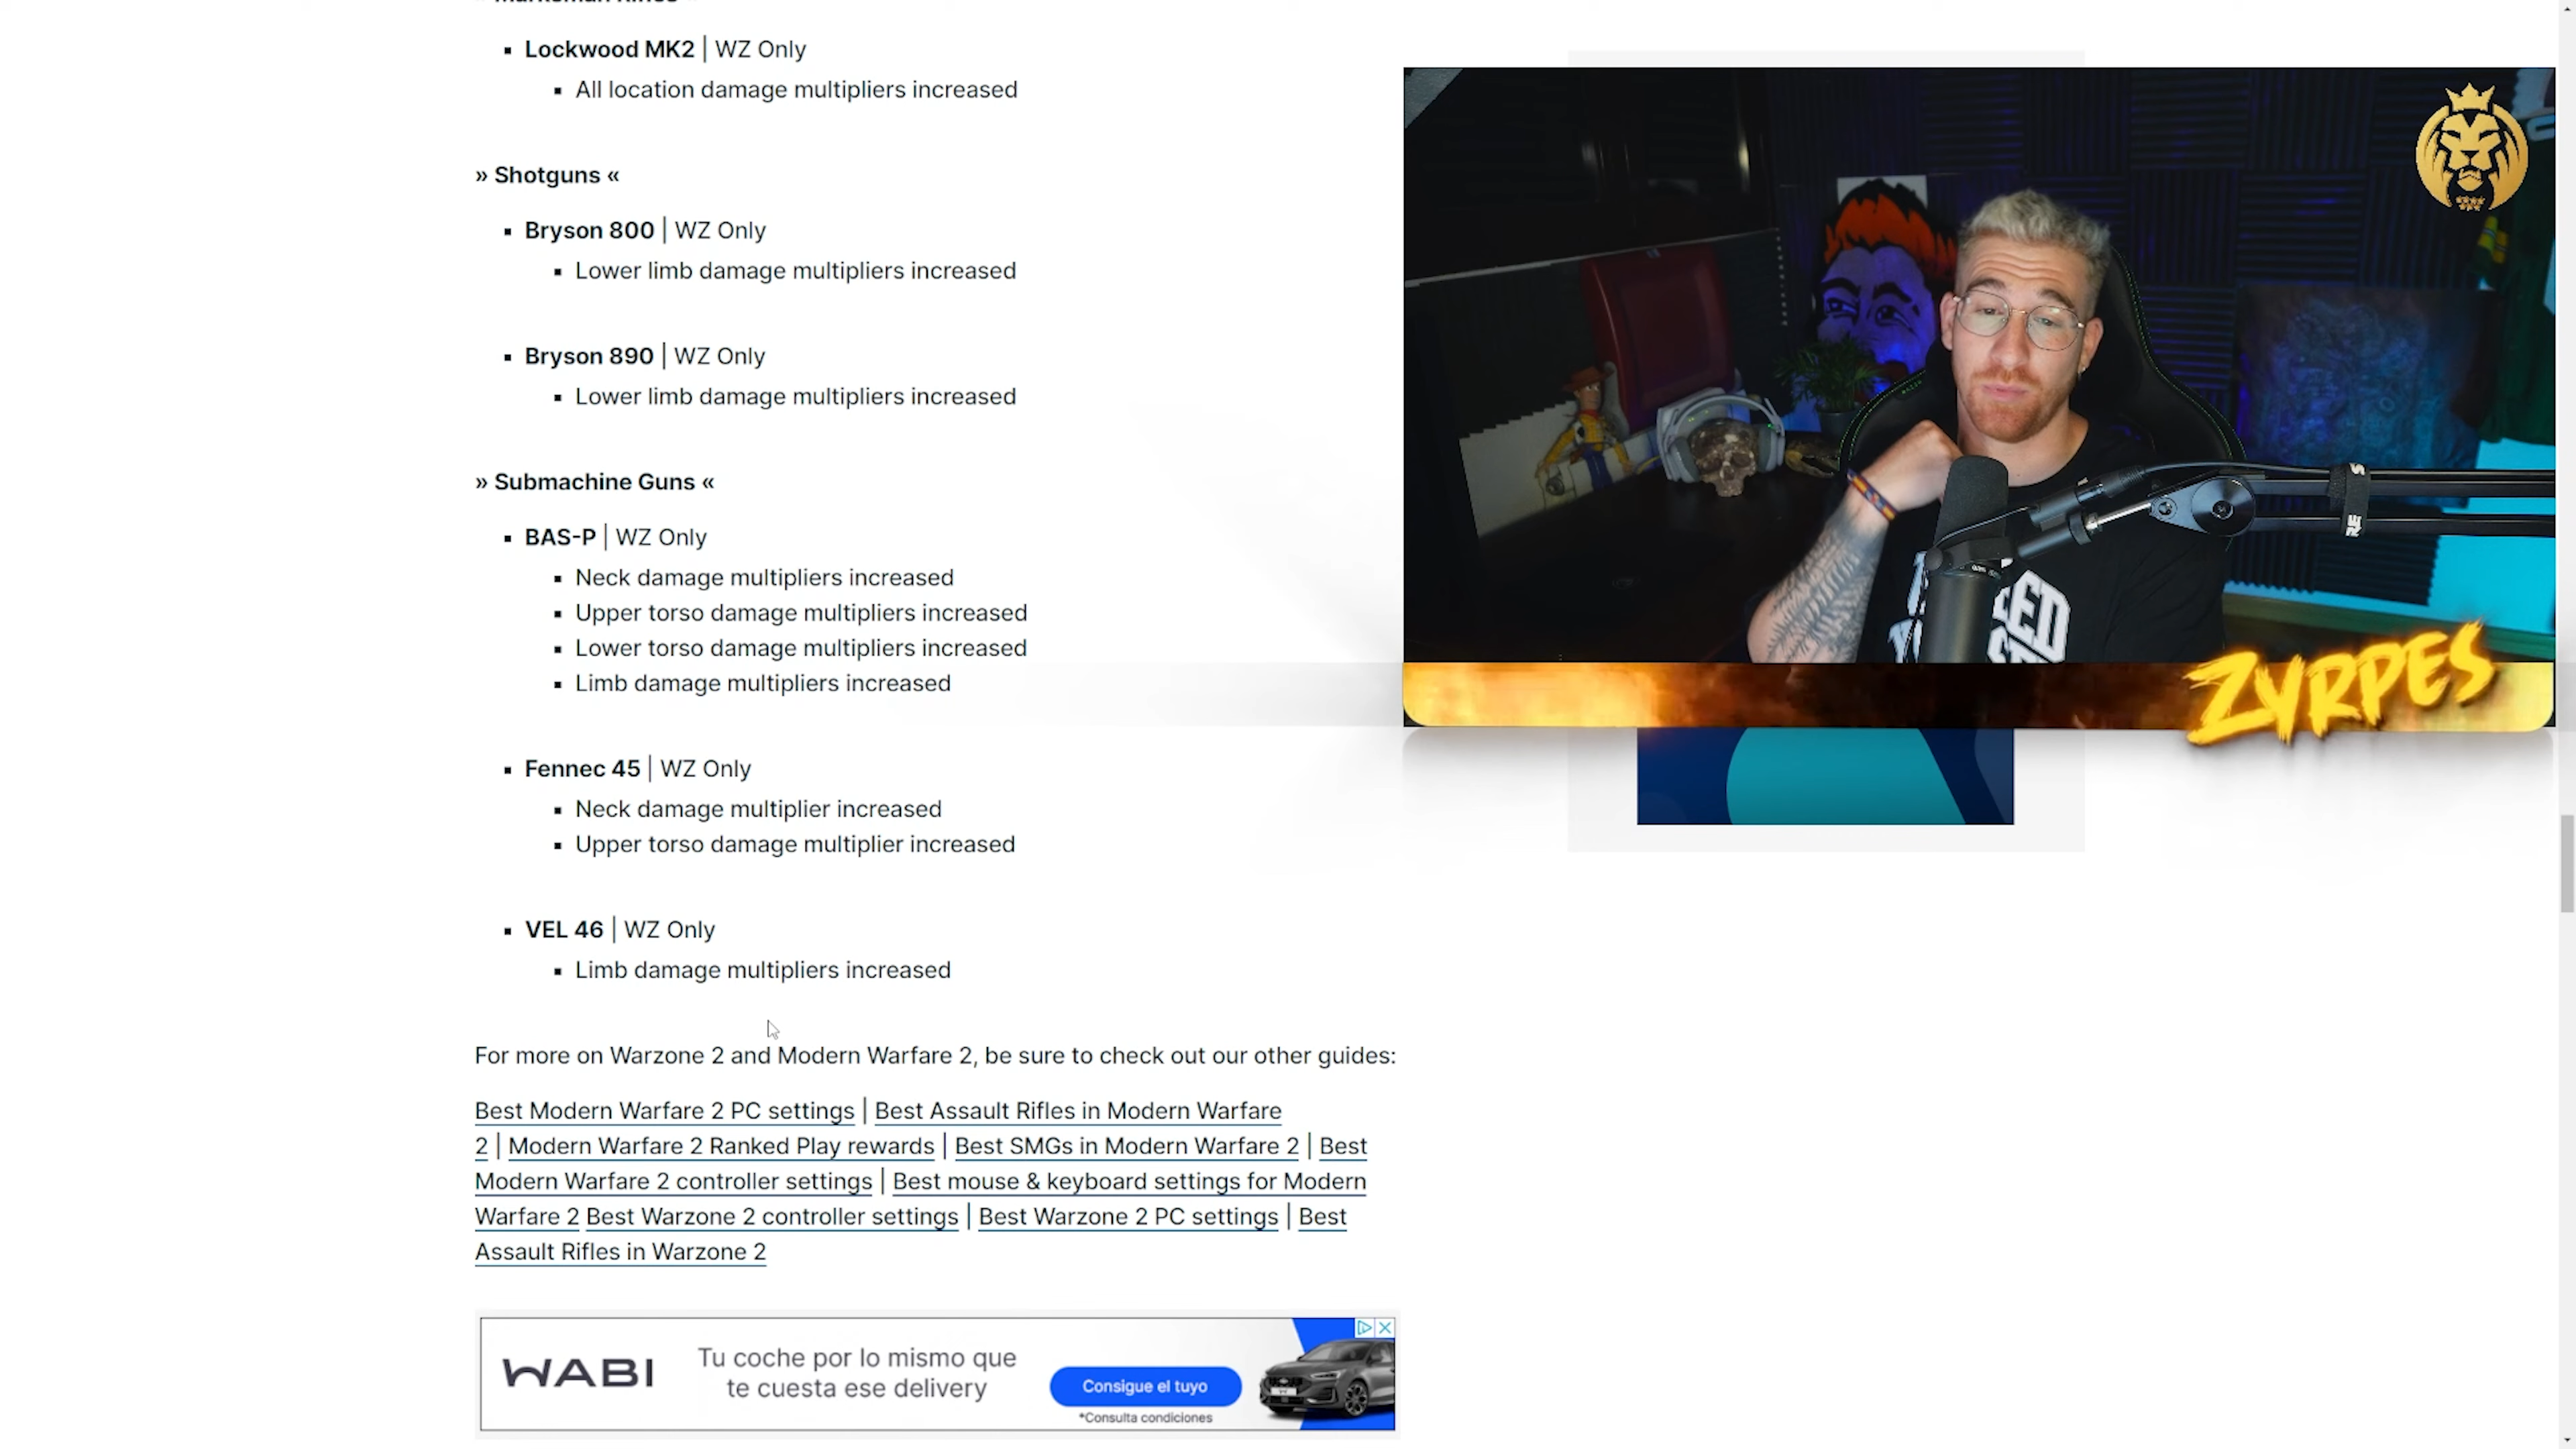 » Marksman Rifles «
Lockwood MK2 | WZ Only
All location damage multipliers increased
» Shotguns «
Bryson 800 | WZ Only
Lower limb damage multipliers increased
Bryson 890 | WZ Only
Lower limb damage multipliers increased
» Submachine Guns «
BAS-P | WZ Only
Neck damage multipliers increased
Upper torso damage multipliers increased
Lower torso damage multipliers increased
Limb damage multipliers increased
Fennec 45 | WZ Only
Neck damage multiplier increased
Upper torso damage multiplier increased
VEL 46 | WZ Only
Limb damage multipliers increased
For more on Warzone 2 and Modern Warfare 2, be sure to check out our other guides:
Best Modern Warfare 2 PC settings | Best Assault Rifles in Modern Warfare
2 | Modern Warfare 2 Ranked Play rewards | Best SMGs in Modern Warfare 2 | Best
Modern Warfare 2 controller settings | Best mouse & keyboard settings for Modern
Warfare 2 Best Warzone 2 controller settings | Best Warzone 2 PC settings | Best
Assault Rifles in Warzone 2
WABI
Tu coche por lo mismo que
te cuesta ese delivery
Consigue el tuyo
*Consulta condiciones
ZYRPES